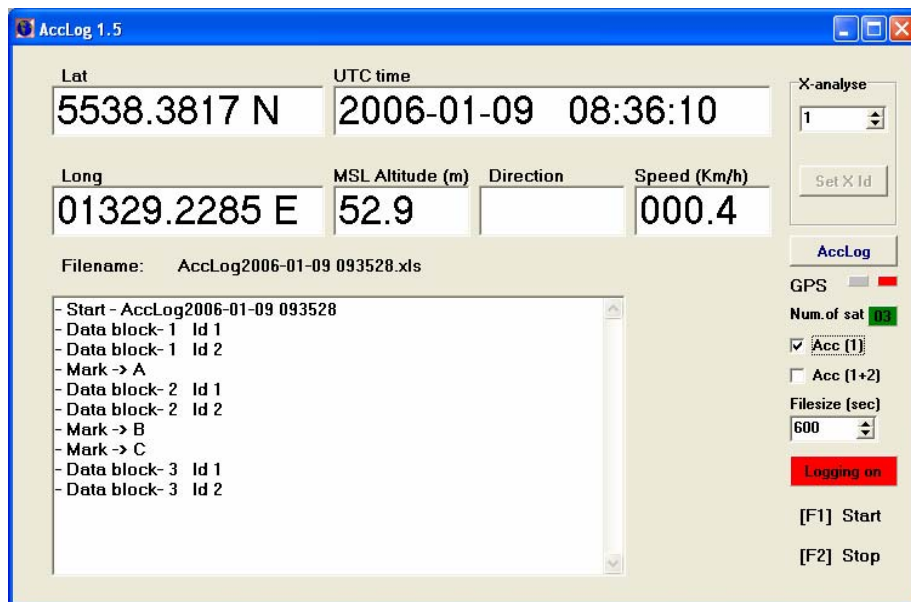 AccLog 1.5
Lat
UTC time
5538.3817 N
2006-01-09 08:36:10
Long
MSL Altitude (m)
Direction
Speed (Km/h)
01329.2285 E
52.9
000.4
Filename: AccLog2006-01-09 093528.xls
- Start - AccLog2006-01-09 093528
- Data block- 1 Id 1
- Data block- 1 Id 2
- Mark -> A
- Data block- 2 Id 1
- Data block- 2 Id 2
- Mark -> B
- Mark -> C
- Data block- 3 Id 1
- Data block- 3 Id 2
X-analyse
1
Set X Id
AccLog
GPS
Num.of sat 03
Acc (1)
Acc (1+2)
Filesize (sec)
600
Logging on
[F1] Start
[F2] Stop